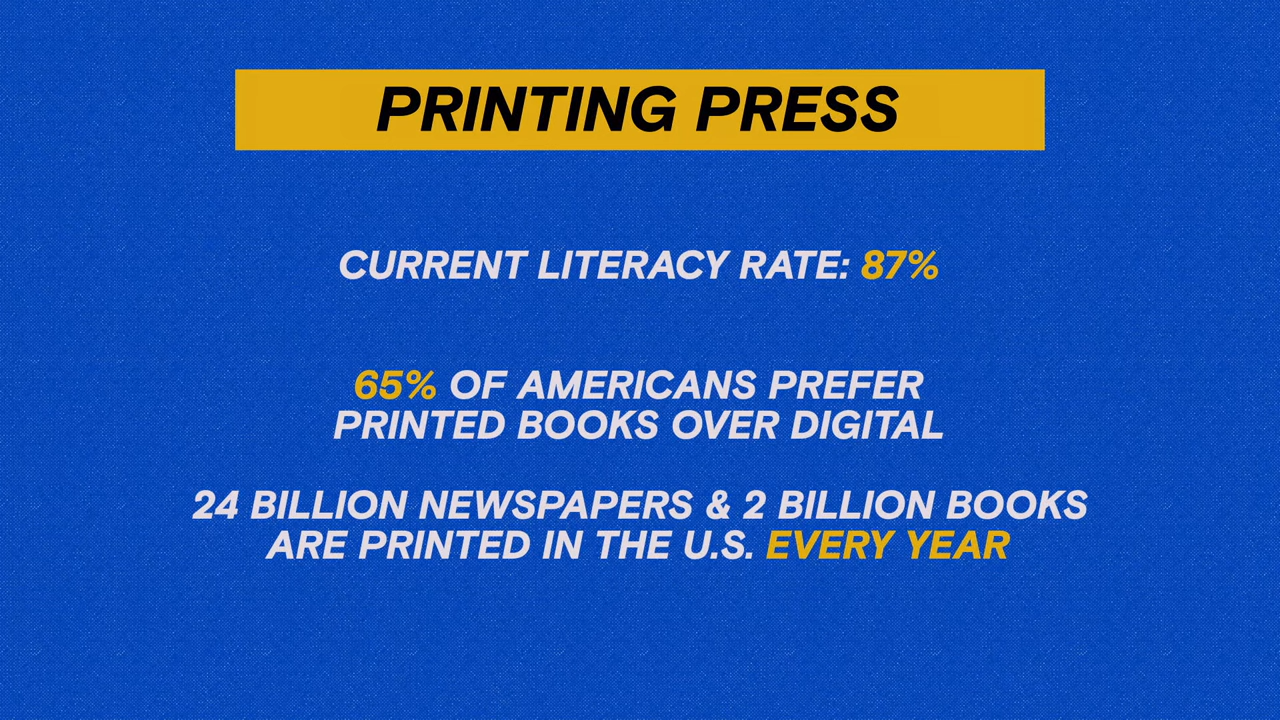 PRINTING PRESS
CURRENT LITERACY RATE: 87%
65% OF AMERICANS PREFER
PRINTED BOOKS OVER DIGITAL
24 BILLION NEWSPAPERS & 2 BILLION BOOKS
ARE PRINTED IN THE U.S. EVERY YEAR